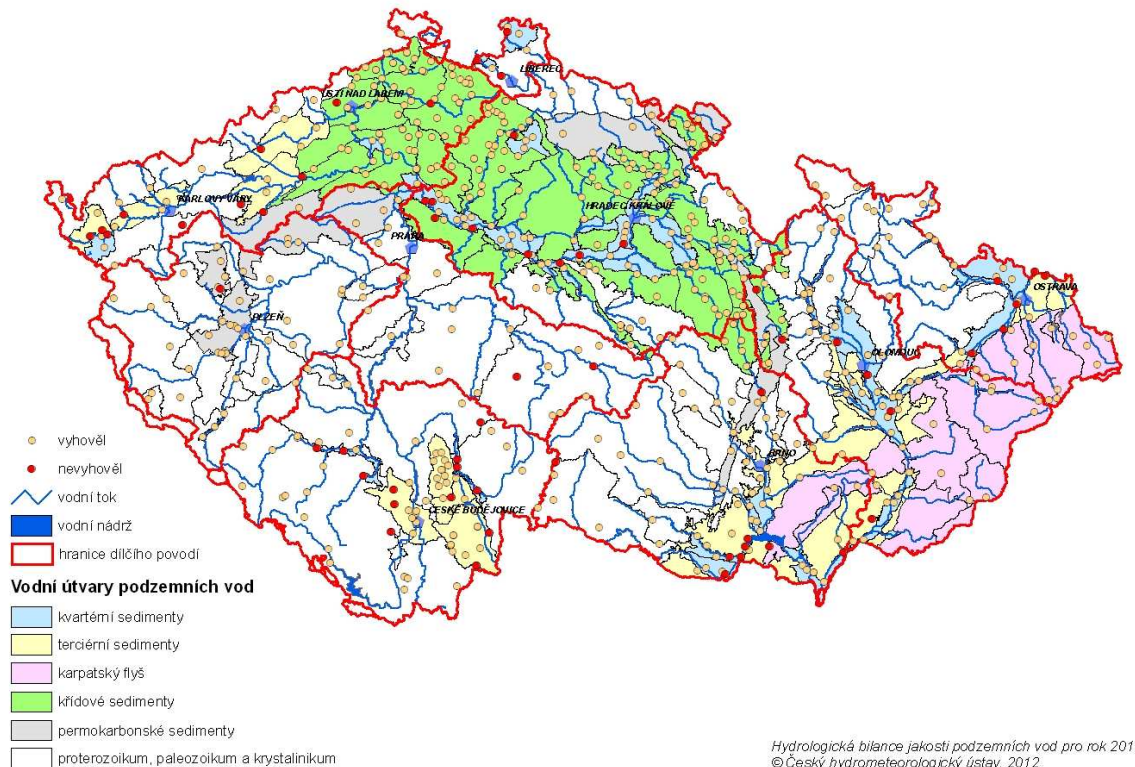 LIBEREC
ÚSTÍ NAD LABEM
KARLOVY VARY
HRADEC KRÁLOVÉ
PRAHA
OSTRAVA
PLZEŇ
OLOMOUC
BRNO
ČESKÉ BUDĚJOVICE
vyhověl
nevyhověl
vodní tok
vodní nádrž
hranice dílčího povodí
Vodní útvary podzemních vod
kvartérní sedimenty
terciérní sedimenty
karpatský flyš
křídové sedimenty
permokarbonské sedimenty
proterozoikum, paleozoikum a krystalinikum
Hydrologická bilance jakosti podzemních vod pro rok 201
© Český hydrometeorologický ústav, 2012